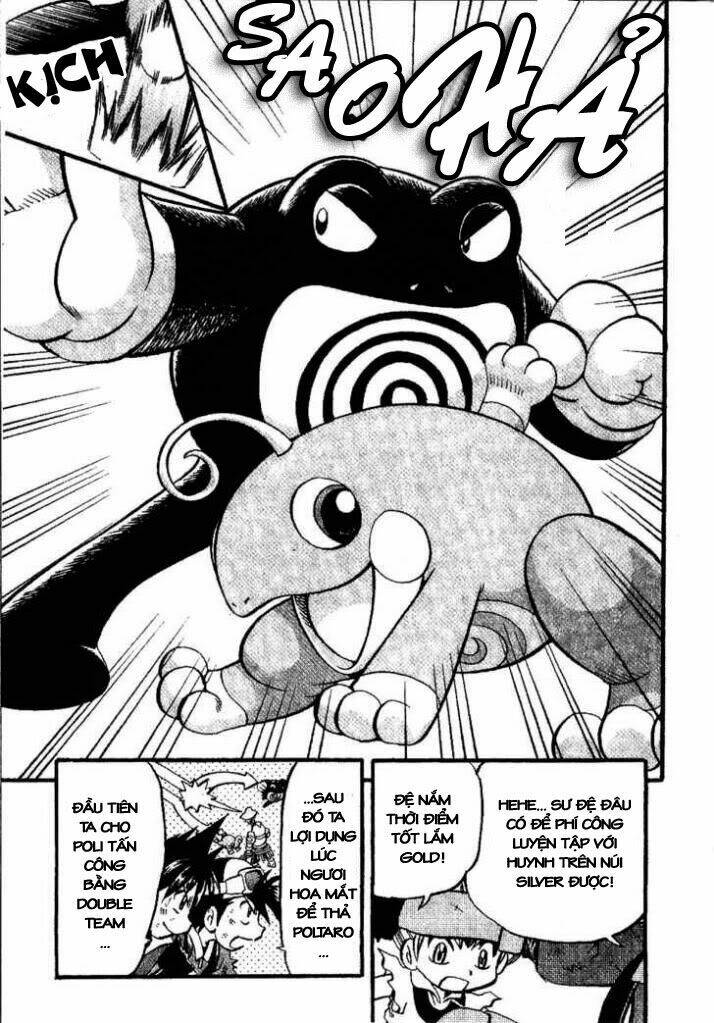 KỊCH
SAO HẢ?
ĐẦU TIÊN
TA CHO
POLI TẤN
CÔNG
BẰNG
DOUBLE
TEAM
...
...SAU
ĐÓ TA
LỢI DỤNG
LÚC
NGƯƠI
HOA MẮT
ĐỂ THẢ
POLTARO
...
ĐỆ NẮM
THỜI ĐIỂM
TỐT LẮM
GOLD!
HEHE... SƯ ĐỆ ĐÂU
CÓ ĐỂ PHÍ CÔNG
LUYỆN TẬP VỚI
HUYNH TRÊN NÚI
SILVER ĐƯỢC!